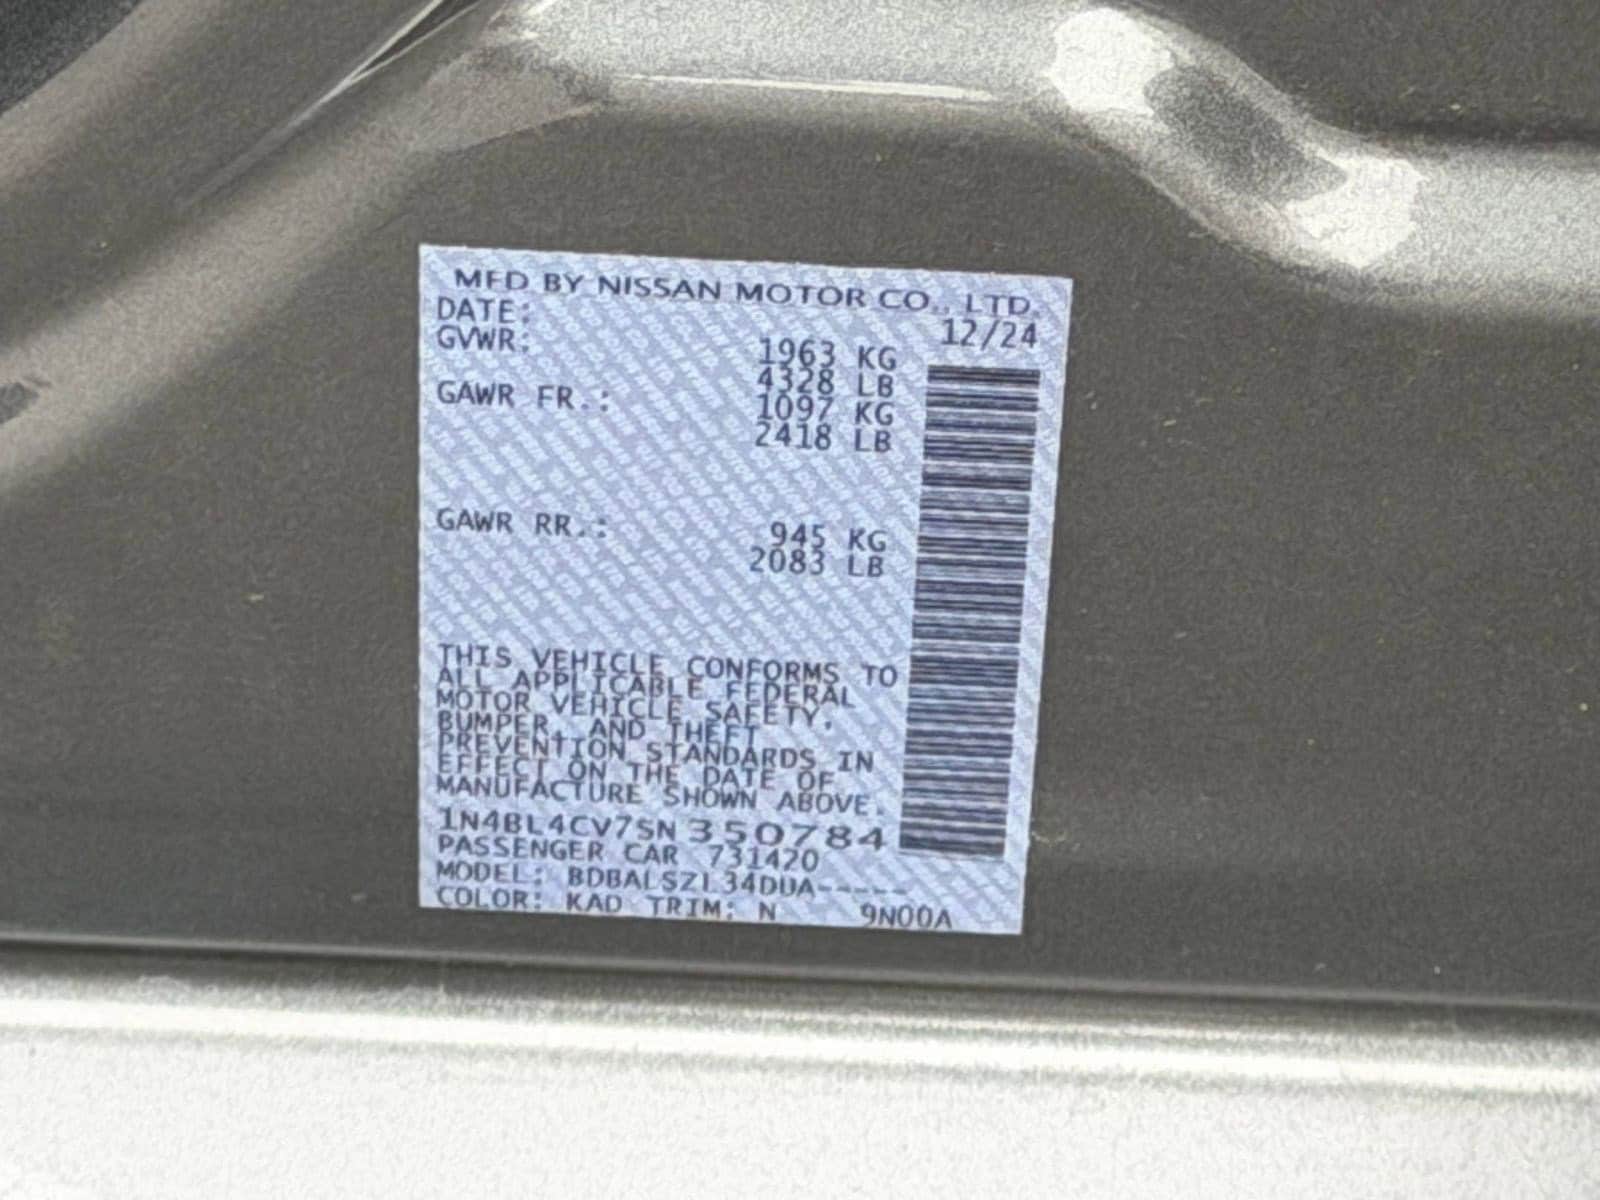 MFD BY NISSAN MOTOR CO., LTD.
DATE: 12/24
GVWR: 1963 KG
4328 LB
GAWR FR.: 1097 KG
2418 LB
GAWR RR.: 945 KG
2083 LB
THIS VEHICLE CONFORMS TO
ALL APPLICABLE FEDERAL
MOTOR VEHICLE SAFETY,
BUMPER, AND THEFT
PREVENTION STANDARDS IN
EFFECT ON THE DATE OF
MANUFACTURE SHOWN ABOVE.
1N4BL4CV7SN350784
PASSENGER CAR 731420
MODEL: BDBALSZL34DUA-----
COLOR: KAD TRIM: N 9N00A